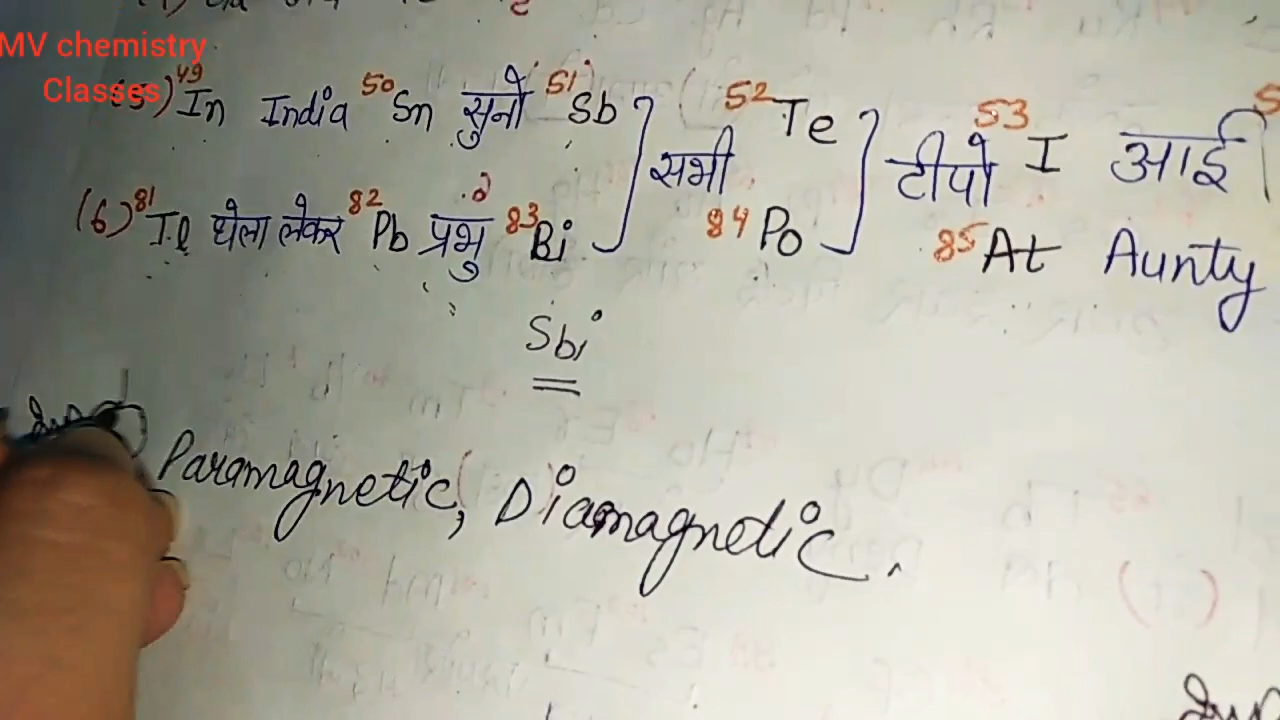 MV chemistry
Classes
(5) 49 In India 50 Sn सुनो 51 Sb ] सभी 52 Te ] टीपो 53 I आई 5
(6) 81 Tl थैला लेकर 82 Pb प्रभु 83 Bi 84 Po 85 At Aunty
Sbi
Paramagnetic, Diamagnetic.